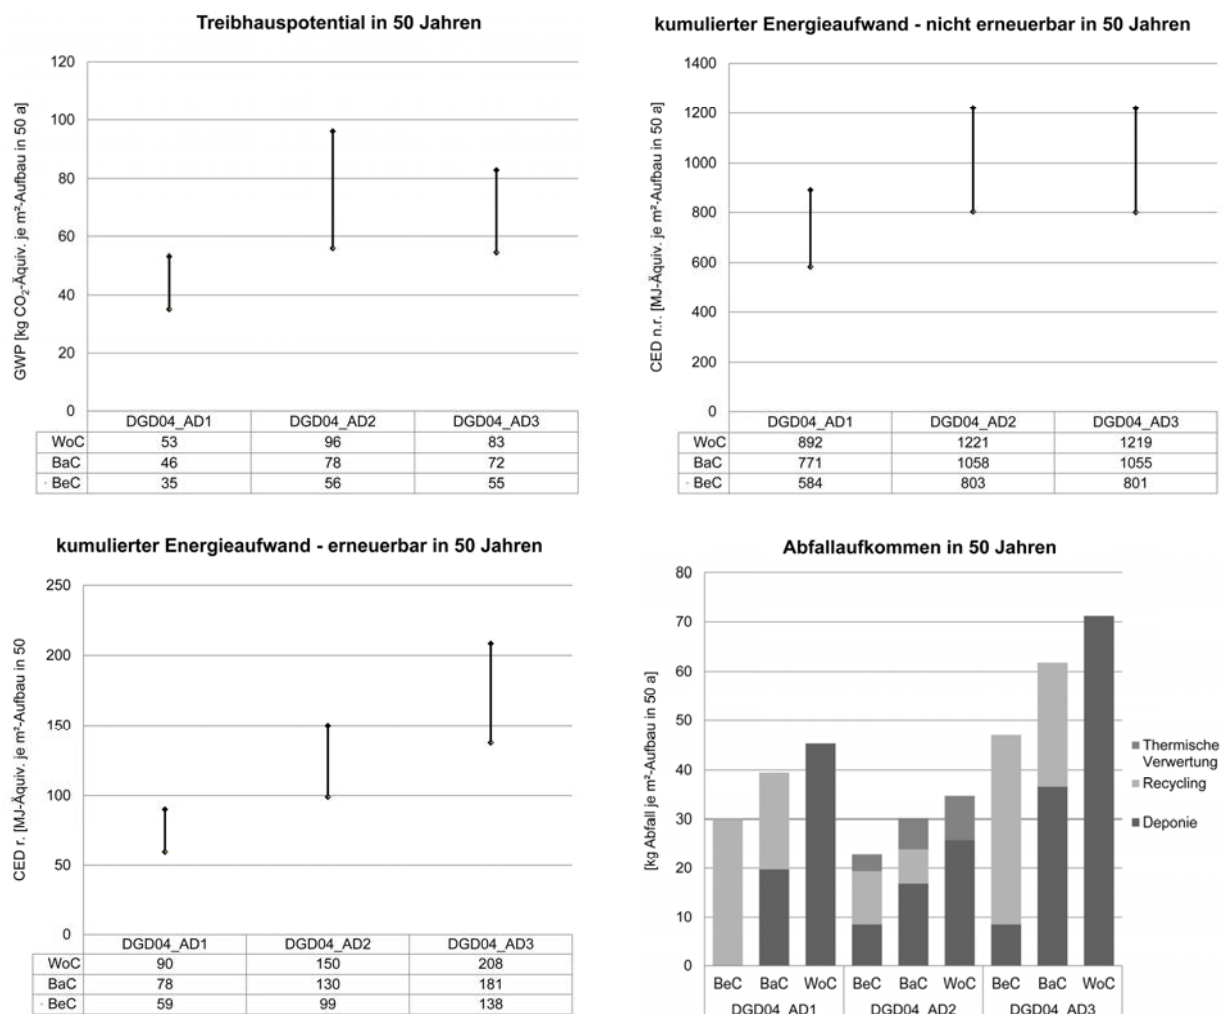 Treibhauspotential in 50 Jahren
GWP [kg CO₂-Äquiv. je m²-Aufbau in 50 a]
120
100
80
60
40
20
0
DGD04_AD1 DGD04_AD2 DGD04_AD3
WoC 53 96 83
BaC 46 78 72
BeC 35 56 55
kumulierter Energieaufwand - nicht erneuerbar in 50 Jahren
CED n.r. [MJ-Äquiv. je m²-Aufbau in 50 a]
1400
1200
1000
800
600
400
200
0
DGD04_AD1 DGD04_AD2 DGD04_AD3
WoC 892 1221 1219
BaC 771 1058 1055
BeC 584 803 801
kumulierter Energieaufwand - erneuerbar in 50 Jahren
CED r. [MJ-Äquiv. je m²-Aufbau in 50
250
200
150
100
50
0
DGD04_AD1 DGD04_AD2 DGD04_AD3
WoC 90 150 208
BaC 78 130 181
BeC 59 99 138
Abfallaufkommen in 50 Jahren
[kg Abfall je m²-Aufbau in 50 a]
80
70
60
50
40
30
20
10
0
BeC BaC WoC BeC BaC WoC BeC BaC WoC
DGD04_AD1 DGD04_AD2 DGD04_AD3
Thermische
Verwertung
Recycling
Deponie